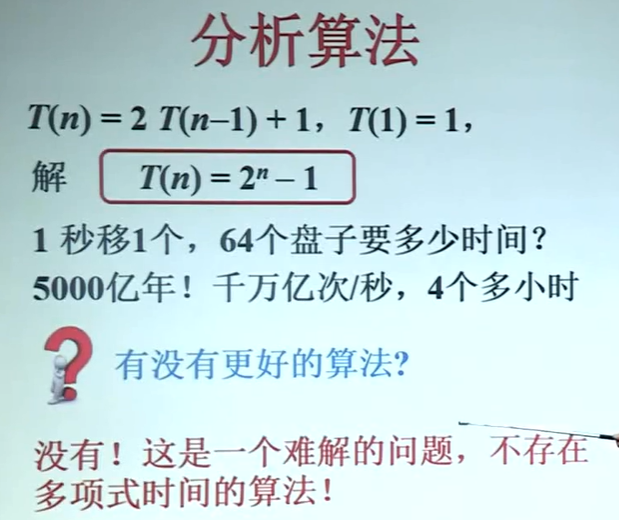 分析算法
T(n) = 2 T(n–1) + 1，T(1) = 1，
解 T(n) = 2ⁿ – 1
1 秒移1个，64个盘子要多少时间？
5000亿年！千万亿次/秒，4个多小时
有没有更好的算法?
没有！这是一个难解的问题，不存在
多项式时间的算法！